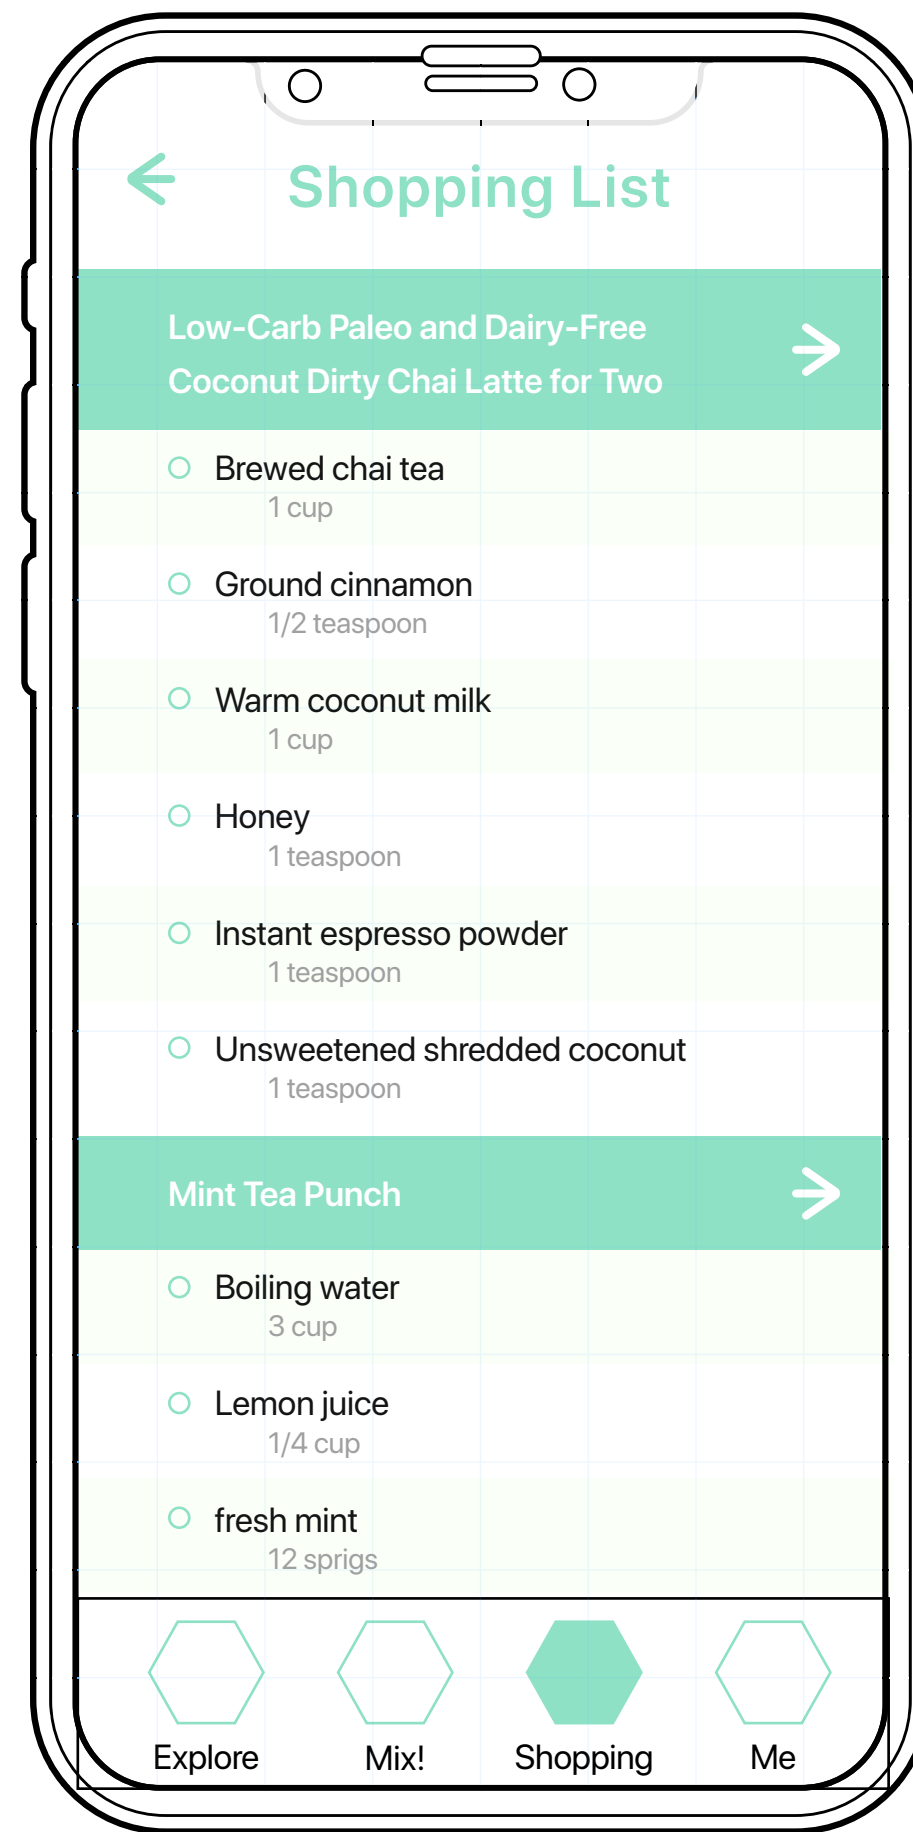 Shopping List
Low-Carb Paleo and Dairy-Free
Coconut Dirty Chai Latte for Two
Brewed chai tea
1 cup
Ground cinnamon
1/2 teaspoon
Warm coconut milk
1 cup
Honey
1 teaspoon
Instant espresso powder
1 teaspoon
Unsweetened shredded coconut
1 teaspoon
Mint Tea Punch
Boiling water
3 cup
Lemon juice
1/4 cup
fresh mint
12 sprigs
Explore Mix! Shopping Me